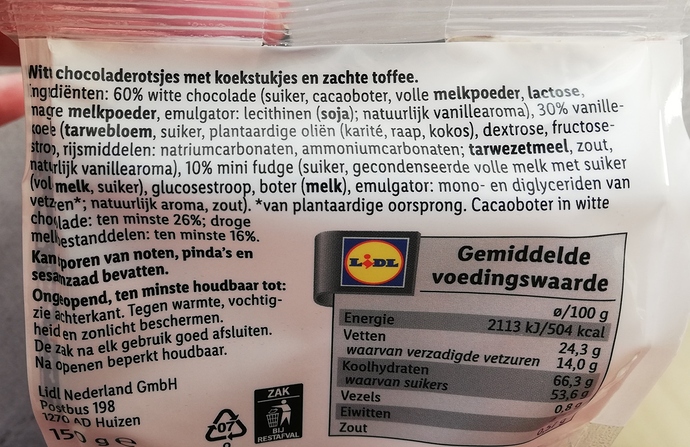 Witte chocoladerotsjes met koekstukjes en zachte toffee.
Ingrediënten: 60% witte chocolade (suiker, cacaoboter, volle melkpoeder, lactose,
magere melkpoeder, emulgator: lecithinen (soja); natuurlijk vanillearoma), 30% vanille-
koekje (tarwebloem, suiker, plantaardige oliën (karité, raap, kokos), dextrose, fructose-
stroop, rijsmiddelen: natriumcarbonaten, ammoniumcarbonaten; tarwezetmeel, zout,
natuurlijk vanillearoma), 10% mini fudge (suiker, gecondenseerde volle melk met suiker
(volle melk, suiker), glucosestroop, boter (melk), emulgator: mono- en diglyceriden van
vetzuren*; natuurlijk aroma, zout). *van plantaardige oorsprong. Cacaoboter in witte
chocolade: ten minste 26%; droge
melkbestanddelen: ten minste 16%.
Kan sporen van noten, pinda's en
sesamzaad bevatten.
Ongeopend, ten minste houdbaar tot:
zie achterkant. Tegen warmte, vochtig-
heid en zonlicht beschermen.
De zak na elk gebruik goed afsluiten.
Na openen beperkt houdbaar.
Lidl Nederland GmbH
Postbus 198
1270 AD Huizen
150 g e
07
ZAK
BIJ
RESTAFVAL
LIDL
Gemiddelde
voedingswaarde
ø/100 g
Energie 2113 kJ/504 kcal
Vetten 24,3 g
waarvan verzadigde vetzuren 14,0 g
Koolhydraten 66,3 g
waarvan suikers 53,6 g
Vezels 0,8 g
Eiwitten
Zout